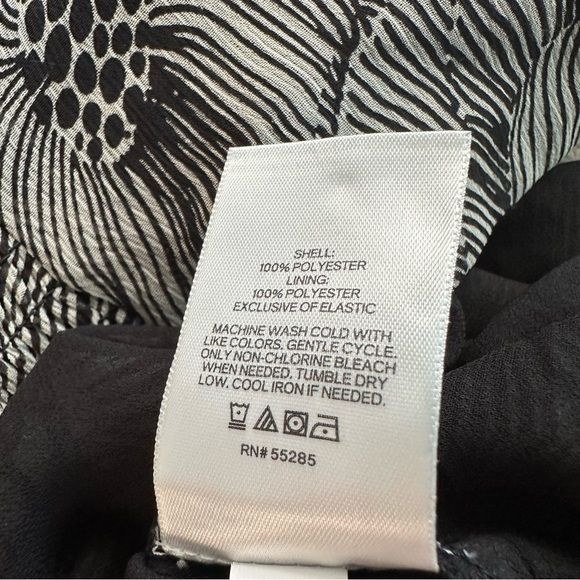 SHELL:
100% POLYESTER
LINING:
100% POLYESTER
EXCLUSIVE OF ELASTIC
MACHINE WASH COLD WITH
LIKE COLORS. GENTLE CYCLE.
ONLY NON-CHLORINE BLEACH
WHEN NEEDED. TUMBLE DRY
LOW. COOL IRON IF NEEDED.
RN# 55285